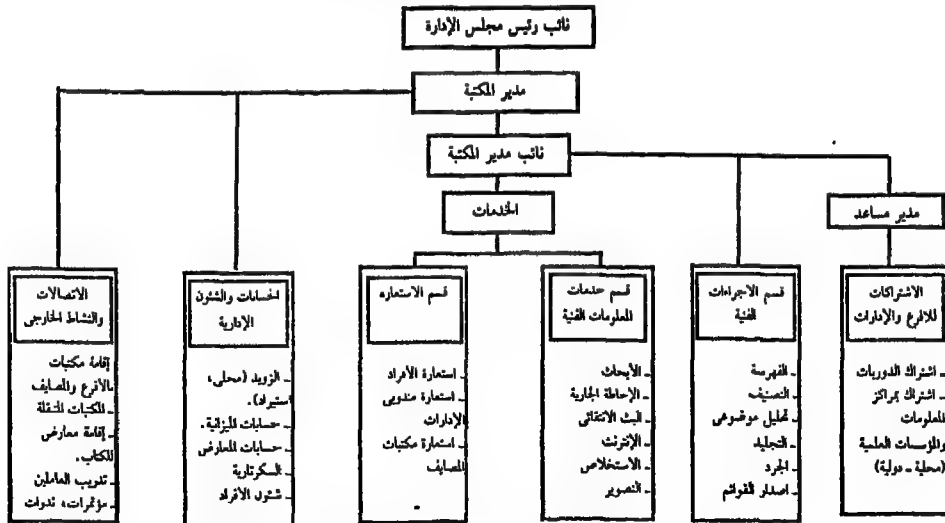 نائب رئيس مجلس الإدارة
مدير المكتبة
نائب مدير المكتبة
الخدمات
مدير مساعد
الاشتراكات
للافرع والإدارات
ـ اشتراك الدوريات
ـ اشتراك بمراكز
المعلومات
والمؤسسات العلمية
(محلية ـ دولية)
قسم الاجراءات
الفنية
ـ الفهرسة
ـ التصنيف
ـ تحليل موضوعى
ـ التجليد
ـ الجرد
ـ اصدار القوائم
قسم خدمات
المعلومات الفنية
ـ الأبحاث
ـ الإحاطة الجارية
ـ البث الانتقائى
ـ الإنترنت
ـ الاستخلاص
ـ التصوير
قسم الاستعاره
ـ استعارة الأفراد
ـ استعارة مندوبى
الإدارات
ـ استعارة مكتبات
المصايف
الحسابات والشئون
الإدارية
ـ التزويد (محلى،
استيراد).
ـ حسابات الميزانية.
ـ حسابات المعارض
ـ السكرتارية
ـ شئون الأفراد
الاتصالات
والنشاط الخارجى
إقامة مكتبات
بالأفرع والمصايف
ـ المكتبات المتنقلة
ـ إقامة معارض
للكتاب.
ـ تدريب العاملين
ـ مؤتمرات، ندوات